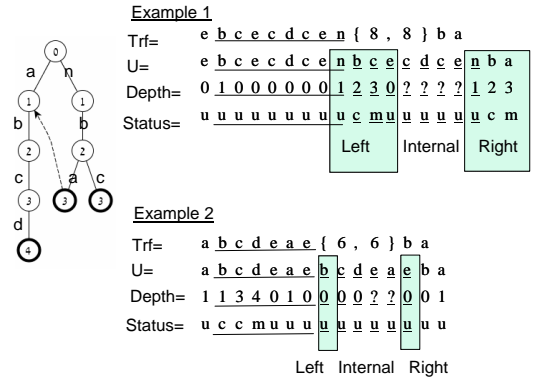 Example 1
Trf= e b c e c d c e n { 8 , 8 } b a
U= e b c e c d c e n b c e c d c e n b a
Depth= 0 1 0 0 0 0 0 0 1 2 3 0 ? ? ? ? 1 2 3
Status= u u u u u u u u u c m u u u u u u c m
Left Internal Right
0
a n
1 1
b b
2 2
c a c
3 3 3
d
4
Example 2
Trf= a b c d e a e { 6 , 6 } b a
U= a b c d e a e b c d e a e b a
Depth= 1 1 3 4 0 1 0 0 0 0 ? ? 0 0 1
Status= u c c m u u u u u u u u u u u
Left Internal Right